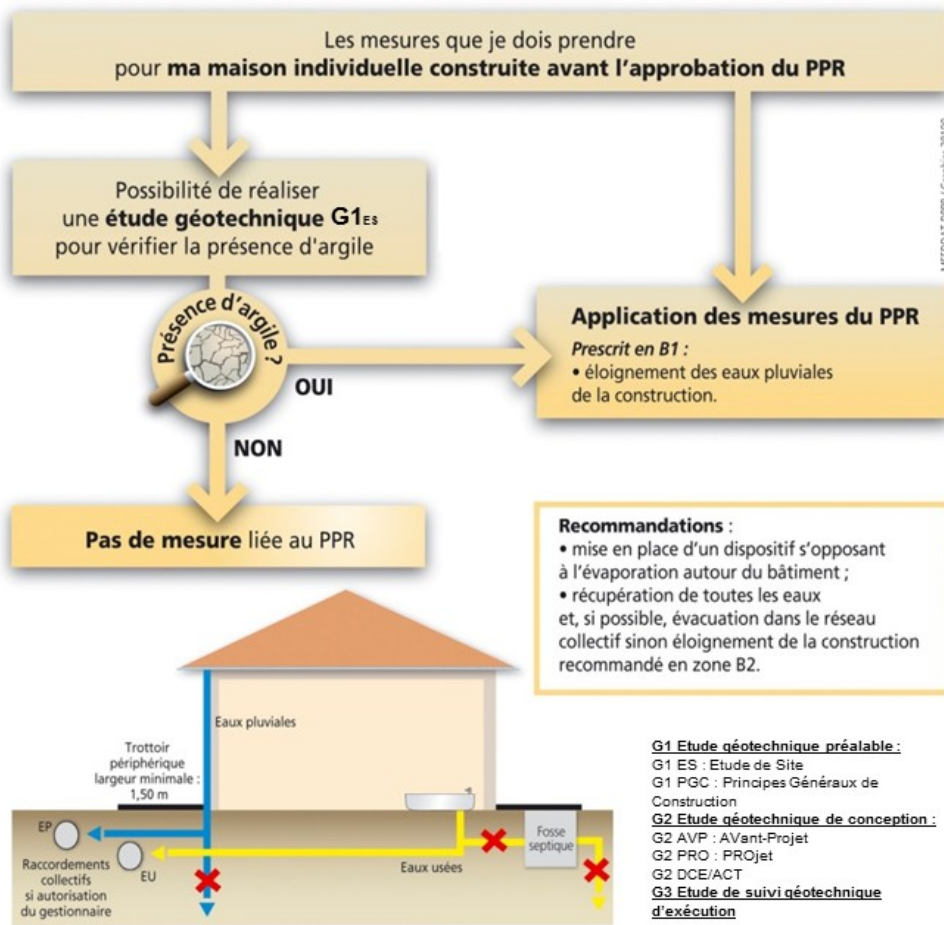 Les mesures que je dois prendre
pour ma maison individuelle construite avant l'approbation du PPR
Possibilité de réaliser
une étude géotechnique G1ES
pour vérifier la présence d'argile
Présence d'argile ?
OUI
NON
Application des mesures du PPR
Prescrit en B1 :
• éloignement des eaux pluviales
de la construction.
Pas de mesure liée au PPR
Recommandations :
• mise en place d'un dispositif s'opposant
à l'évaporation autour du bâtiment ;
• récupération de toutes les eaux
et, si possible, évacuation dans le réseau
collectif sinon éloignement de la construction
recommandé en zone B2.
Eaux pluviales
Trottoir
périphérique
largeur minimale :
1,50 m
EP
Raccordements
collectifs
si autorisation
du gestionnaire
EU
Eaux usées
Fosse
septique
G1 Etude géotechnique préalable :
G1 ES : Etude de Site
G1 PGC : Principes Généraux de
Construction
G2 Etude géotechnique de conception :
G2 AVP : AVant-Projet
G2 PRO : PROjet
G2 DCE/ACT
G3 Etude de suivi géotechnique
d'exécution